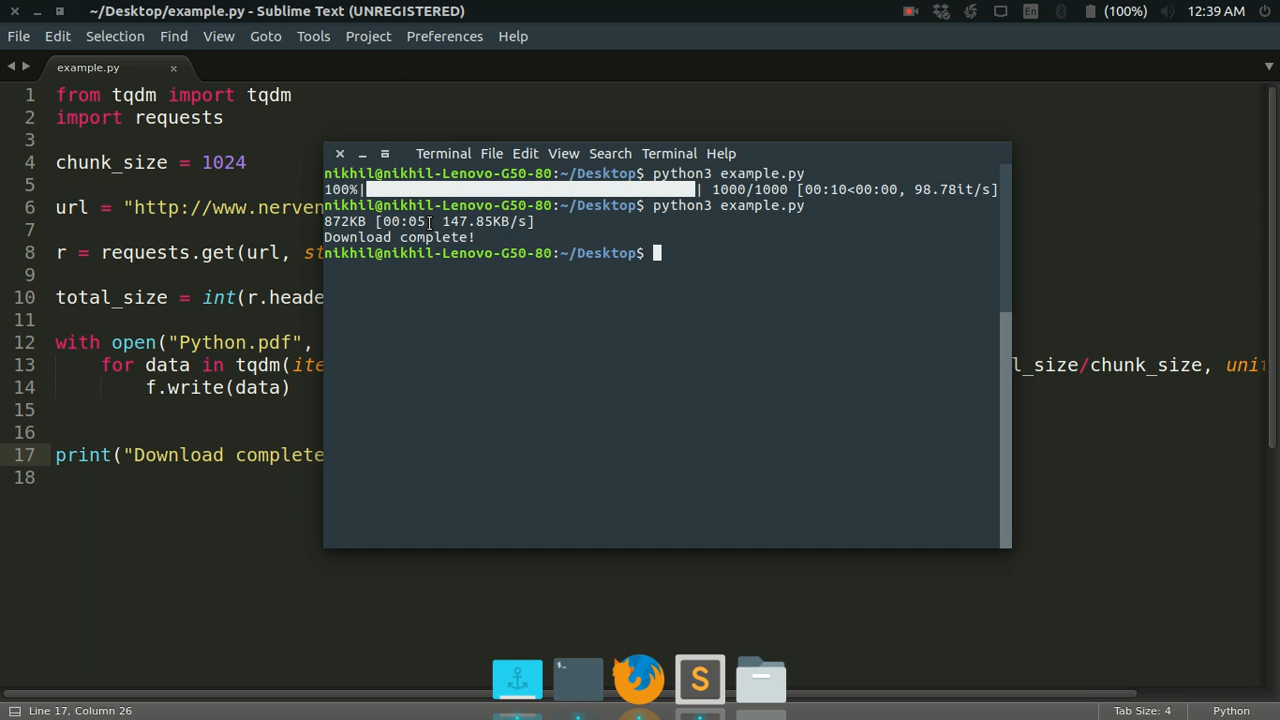 ~/Desktop/example.py - Sublime Text (UNREGISTERED)
En (100%) 12:39 AM
File Edit Selection Find View Goto Tools Project Preferences Help
example.py
1 from tqdm import tqdm
2 import requests
3
4 chunk_size = 1024
5
6 url = "http://www.nerven
7
8 r = requests.get(url, st
9
10 total_size = int(r.heade
11
12 with open("Python.pdf",
13 for data in tqdm(ite l_size/chunk_size, uni
14 f.write(data)
15
16
17 print("Download complete
18
Terminal File Edit View Search Terminal Help
nikhil@nikhil-Lenovo-G50-80:~/Desktop$ python3 example.py
100%| | 1000/1000 [00:10<00:00, 98.78it/s]
nikhil@nikhil-Lenovo-G50-80:~/Desktop$ python3 example.py
872KB [00:05, 147.85KB/s]
Download complete!
nikhil@nikhil-Lenovo-G50-80:~/Desktop$
S
Line 17, Column 26 Tab Size: 4 Python